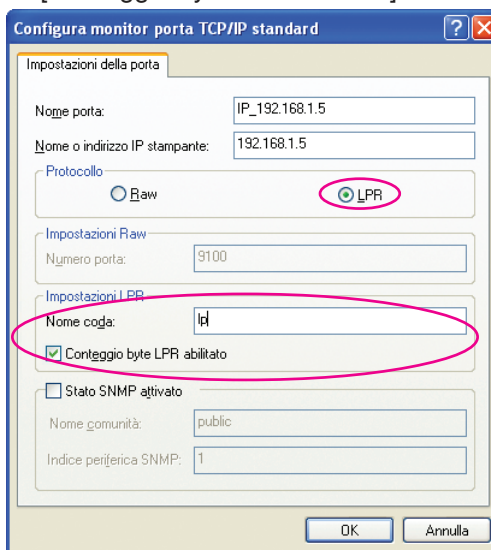 Configura monitor porta TCP/IP standard
Impostazioni della porta
Nome porta: IP_192.168.1.5
Nome o indirizzo IP stampante: 192.168.1.5
Protocollo
Raw LPR
Impostazioni Raw
Numero porta: 9100
Impostazioni LPR
Nome coda: lp
Conteggio byte LPR abilitato
Stato SNMP attivato
Nome comunità: public
Indice periferica SNMP: 1
OK Annulla